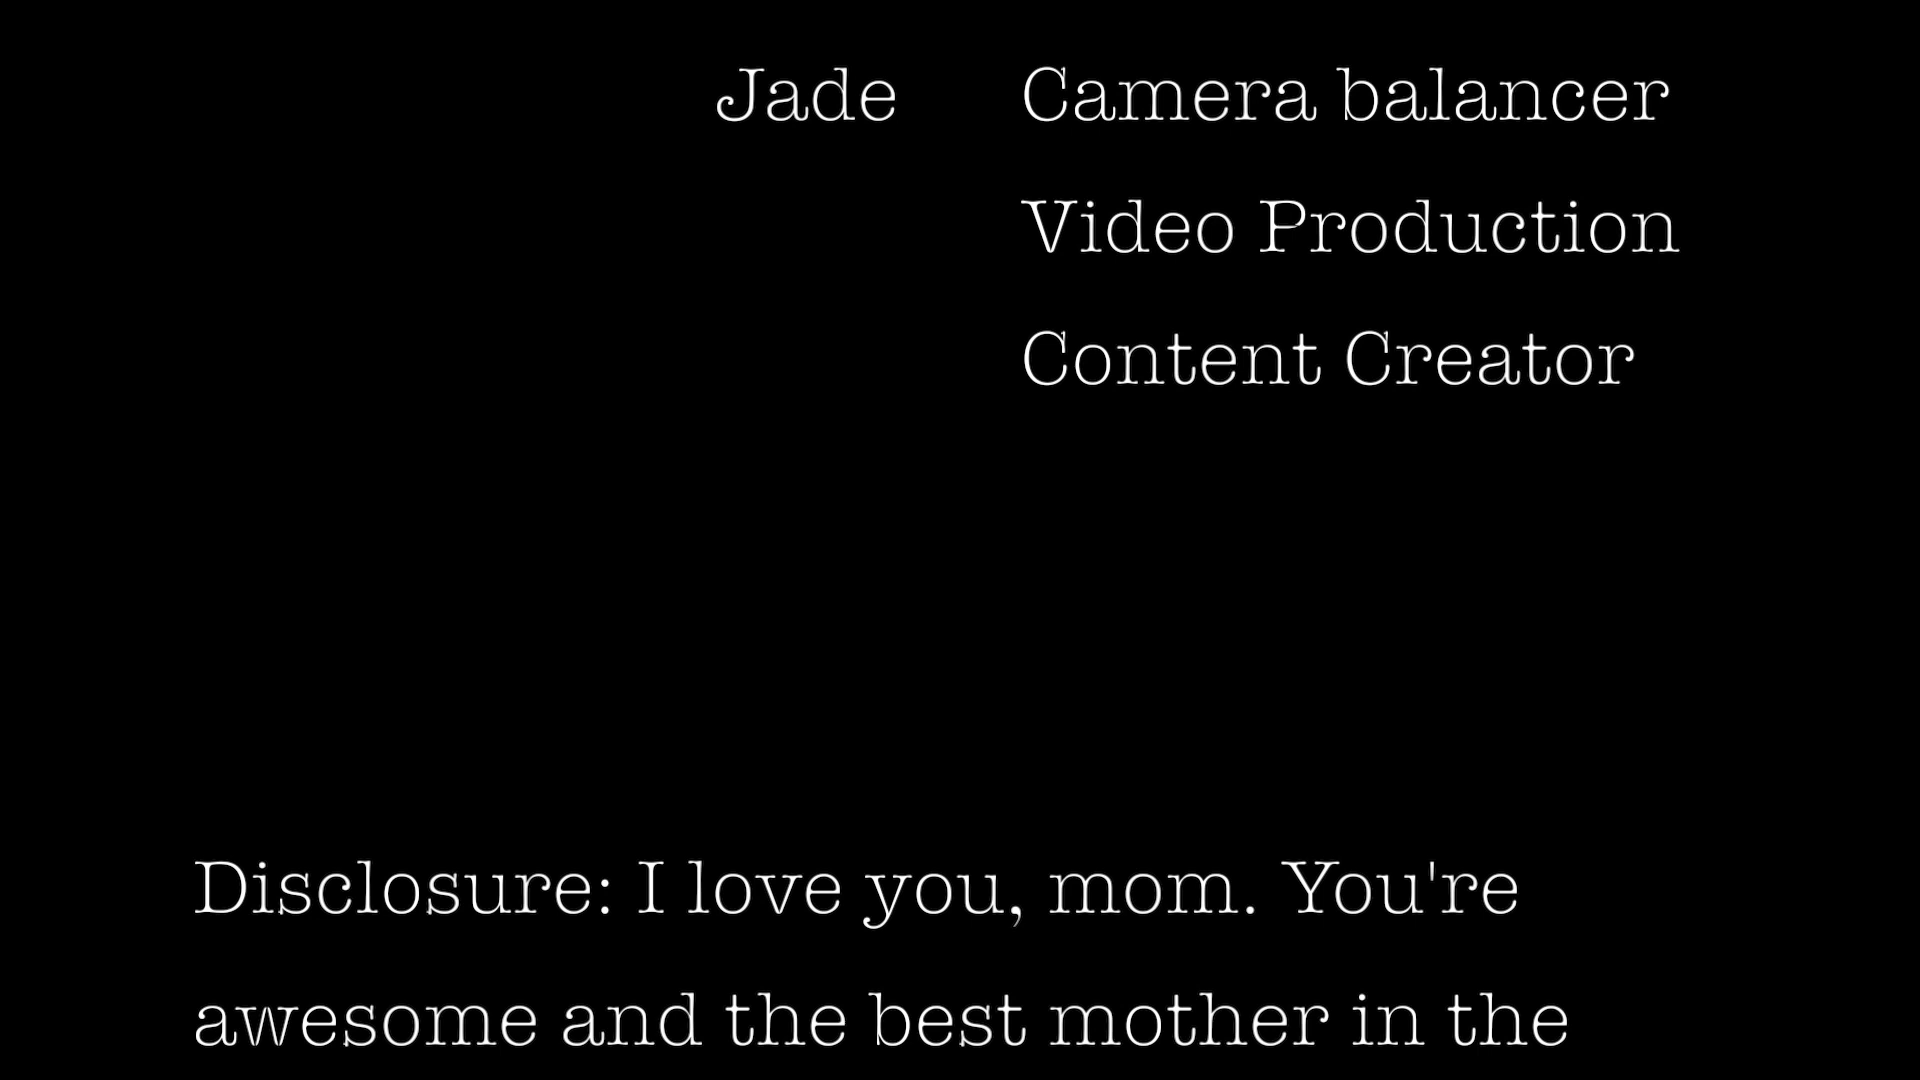 Jade Camera balancer
Video Production
Content Creator
Disclosure: I love you, mom. You're
awesome and the best mother in the